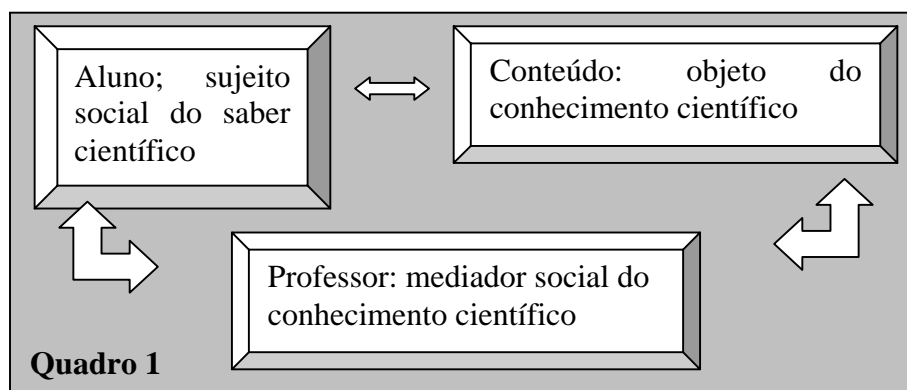 Aluno; sujeito
social do saber
científico
Conteúdo: objeto do
conhecimento científico
Professor: mediador social do
conhecimento científico
Quadro 1